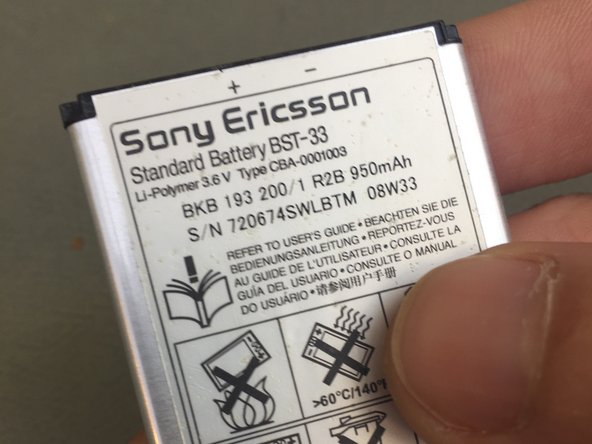 + −
Sony Ericsson
Standard Battery BST-33
Li-Polymer 3.6 V Type CBA-0001003
BKB 193 200/1 R2B 950mAh
S/N 720674SWLBTM 08W33
REFER TO USER'S GUIDE • BEACHTEN SIE DIE
BEDIENUNGSANLEITUNG • REPORTEZ-VOUS
AU GUIDE DE L'UTILISATEUR • CONSULTE LA
GUÍA DEL USUARIO • CONSULTE O MANUAL
DO USUÁRIO • 请参阅用户手册
>60°C/140°F